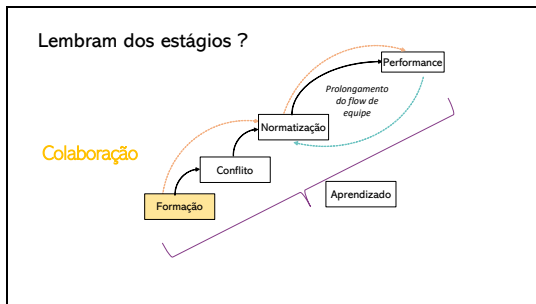 Lembram dos estágios ?
Performance
Prolongamento
do flow de
equipe
Normatização
Colaboração
Conflito
Aprendizado
Formação